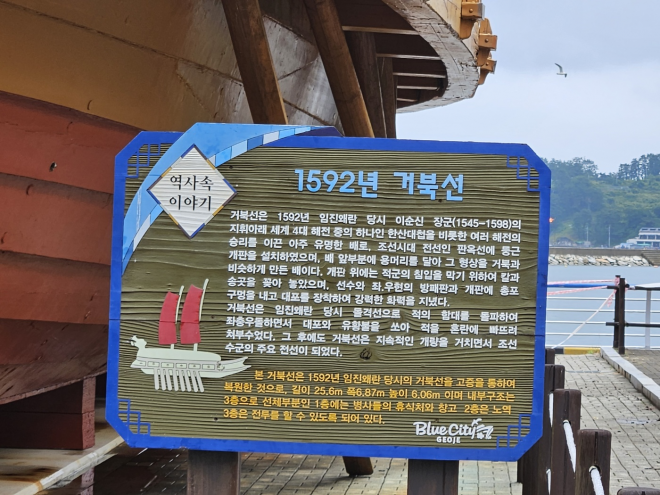 역사속
이야기
1592년 거북선
거북선은 1592년 임진왜란 당시 이순신 장군(1545-1598)의
지휘아래 세계 4대 해전 중의 하나인 한산대첩을 비롯한 여러 해전의
승리를 이끈 아주 유명한 배로, 조선시대 전선인 판옥선에 둥근
개판을 설치하였으며, 배 앞부분에 용머리를 달아 그 형상을 거북과
비슷하게 만든 배이다. 개판 위에는 적군의 침입을 막기 위하여 칼과
송곳을 꽂아 놓았으며, 선수와 좌,우현의 방패판과 개판에 총포
구멍을 내고 대포를 장착하여 강력한 화력을 지녔다.
거북선은 임진왜란 당시 돌격선으로 적의 함대를 돌파하여
좌충우돌하면서 대포와 유황불을 쏘아 적을 혼란에 빠뜨려
쳐부수었다. 그 후에도 거북선은 지속적인 개량을 거치면서 조선
수군의 주요 전선이 되었다.
본 거북선은 1592년 임진왜란 당시의 거북선을 고증을 통하여
복원한 것으로, 길이 25,6m 폭6,87m 높이 6,06m 이며 내부구조는
3층으로 선체부분인 1층에는 병사들의 휴식처와 창고 2층은 노역
3층은 전투를 할 수 있도록 되어 있다.
Blue City
GEOJE